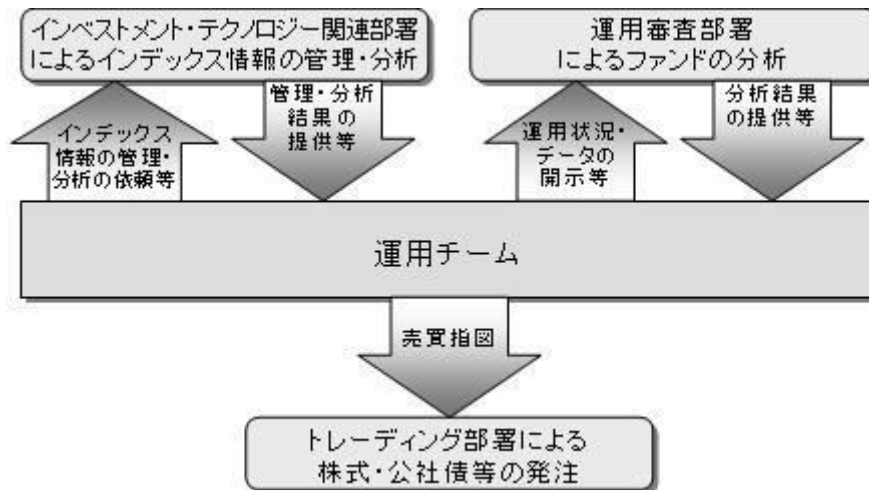 インベストメント・テクノロジー関連部署
によるインデックス情報の管理・分析
運用審査部署
によるファンドの分析
インデックス
情報の管理・
分析の依頼等
管理・分析
結果の
提供等
運用状況・
データの
開示等
分析結果
の提供等
運用チーム
売買指図
トレーディング部署による
株式・公社債等の発注